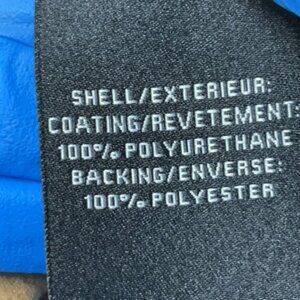 SHELL/EXTERIEUR:
COATING/REVETEMENT:
100% POLYURETHANE
BACKING/ENVERSE:
100% POLYESTER